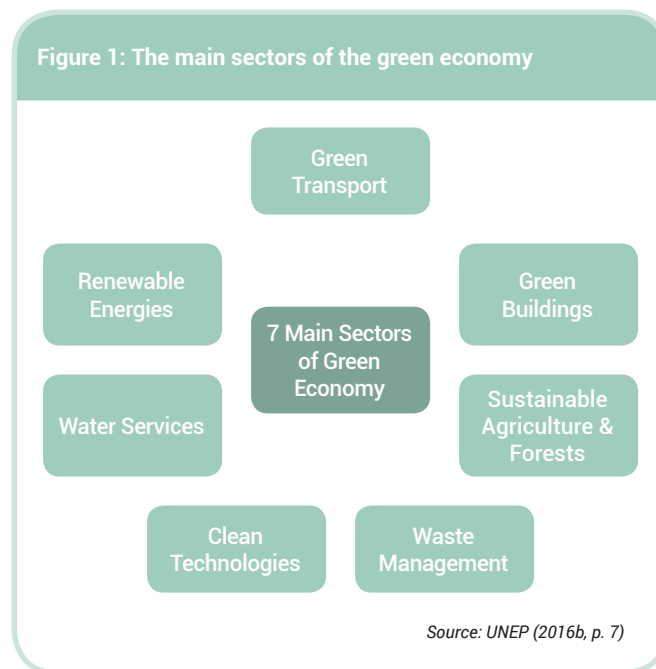 Figure 1: The main sectors of the green economy
Green
Transport
Renewable
Energies
Green
Buildings
7 Main Sectors
of Green
Economy
Water Services
Sustainable
Agriculture &
Forests
Clean
Technologies
Waste
Management
Source: UNEP (2016b, p. 7)